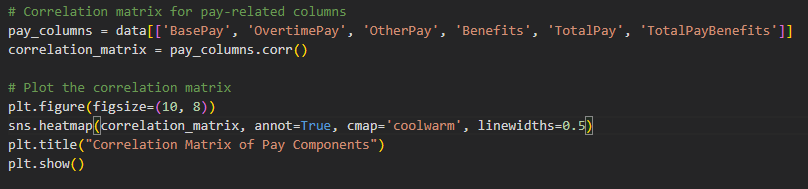 # Correlation matrix for pay-related columns
pay_columns = data[['BasePay', 'OvertimePay', 'OtherPay', 'Benefits', 'TotalPay', 'TotalPayBenefits']]
correlation_matrix = pay_columns.corr()
# Plot the correlation matrix
plt.figure(figsize=(10, 8))
sns.heatmap(correlation_matrix, annot=True, cmap='coolwarm', linewidths=0.5)
plt.title("Correlation Matrix of Pay Components")
plt.show()